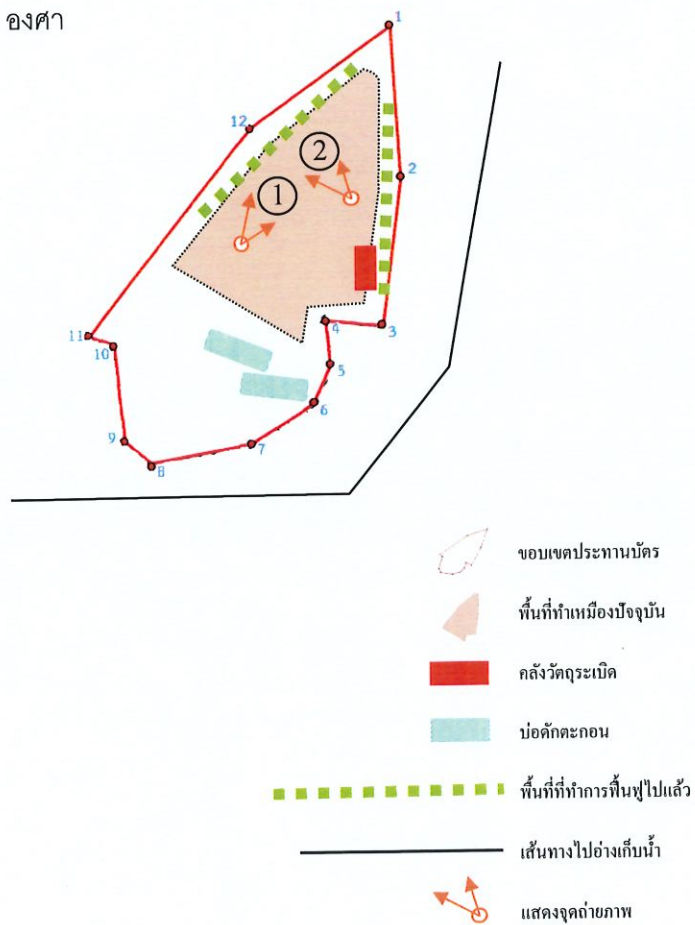 องศา
1
12
2
2
1
11
10
4
3
5
6
9
7
8
ขอบเขตประทานบัตร
พื้นที่ทำเหมืองปัจจุบัน
คลังวัตถุระเบิด
บ่อดักตะกอน
พื้นที่ที่ทำการฟื้นฟูไปแล้ว
เส้นทางไปอ่างเก็บน้ำ
แสดงจุดถ่ายภาพ